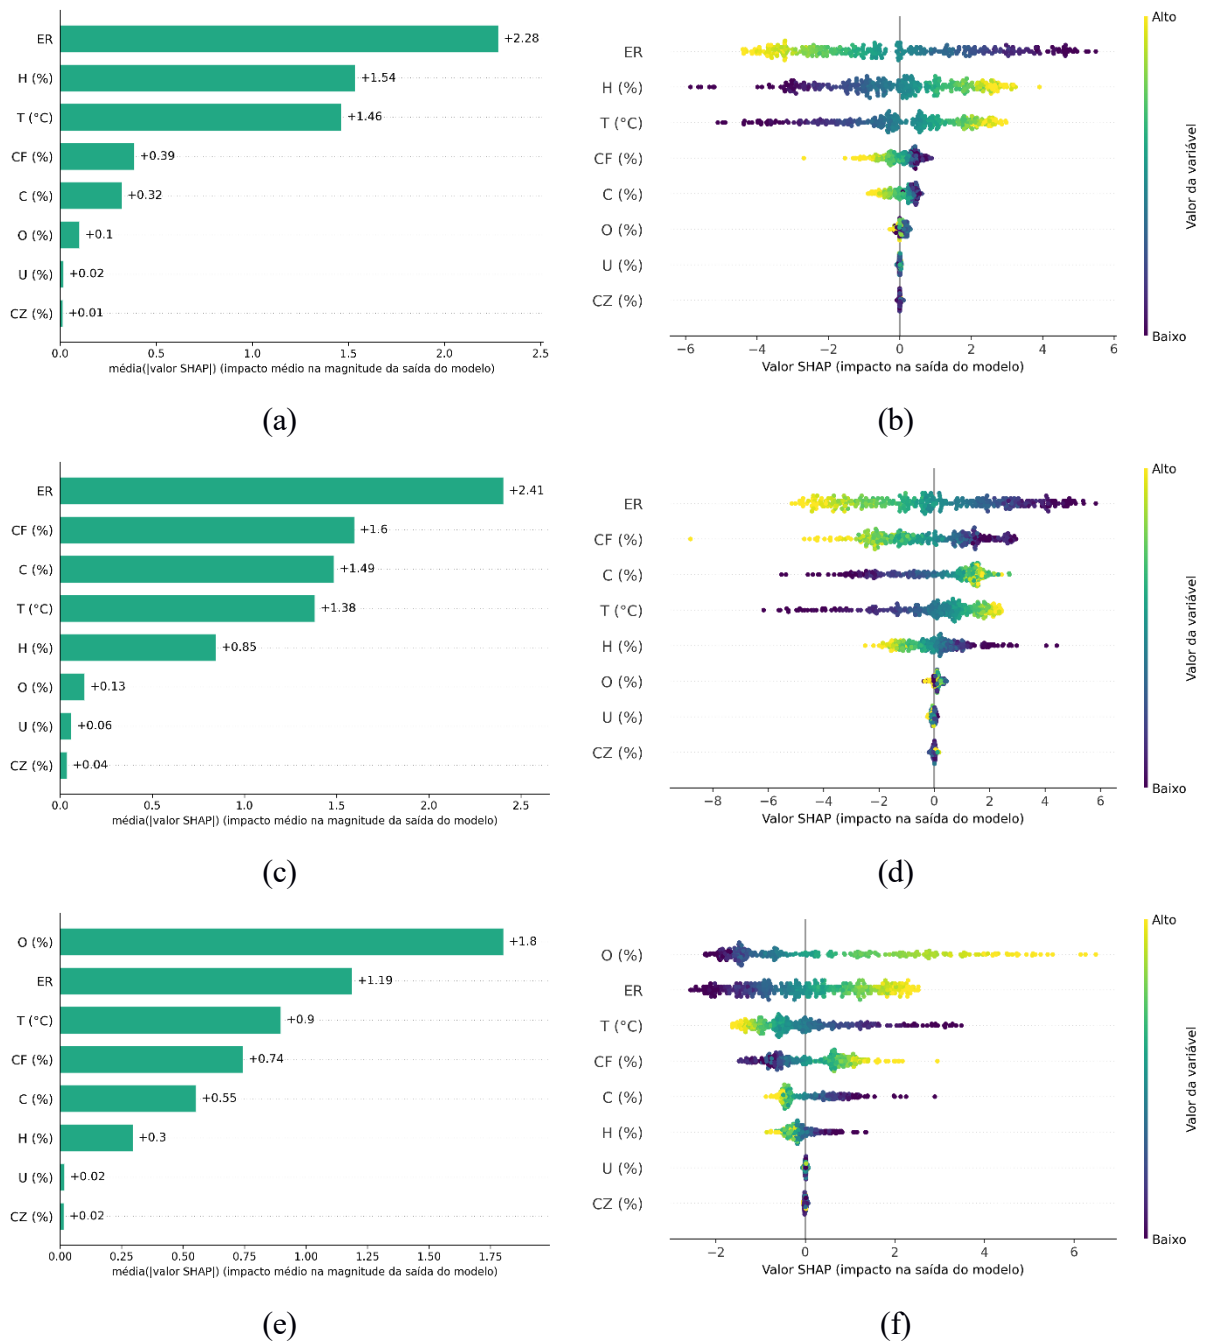 ER
+2.28
H (%)
+1.54
T (°C)
+1.46
CF (%)
+0.39
C (%)
+0.32
O (%)
+0.1
U (%)
+0.02
CZ (%)
+0.01
0.0 0.5 1.0 1.5 2.0 2.5
média(|valor SHAP|) (impacto médio na magnitude da saída do modelo)
(a)
ER
H (%)
T (°C)
CF (%)
C (%)
O (%)
U (%)
CZ (%)
−6 −4 −2 0 2 4 6
Valor SHAP (impacto na saída do modelo)
Alto
Valor da variável
Baixo
(b)
ER
+2.41
CF (%)
+1.6
C (%)
+1.49
T (°C)
+1.38
H (%)
+0.85
O (%)
+0.13
U (%)
+0.06
CZ (%)
+0.04
0.0 0.5 1.0 1.5 2.0 2.5
média(|valor SHAP|) (impacto médio na magnitude da saída do modelo)
(c)
ER
CF (%)
C (%)
T (°C)
H (%)
O (%)
U (%)
CZ (%)
−8 −6 −4 −2 0 2 4 6
Valor SHAP (impacto na saída do modelo)
Alto
Valor da variável
Baixo
(d)
O (%)
+1.8
ER
+1.19
T (°C)
+0.9
CF (%)
+0.74
C (%)
+0.55
H (%)
+0.3
U (%)
+0.02
CZ (%)
+0.02
0.00 0.25 0.50 0.75 1.00 1.25 1.50 1.75
média(|valor SHAP|) (impacto médio na magnitude da saída do modelo)
(e)
O (%)
ER
T (°C)
CF (%)
C (%)
H (%)
U (%)
CZ (%)
−2 0 2 4 6
Valor SHAP (impacto na saída do modelo)
Alto
Valor da variável
Baixo
(f)